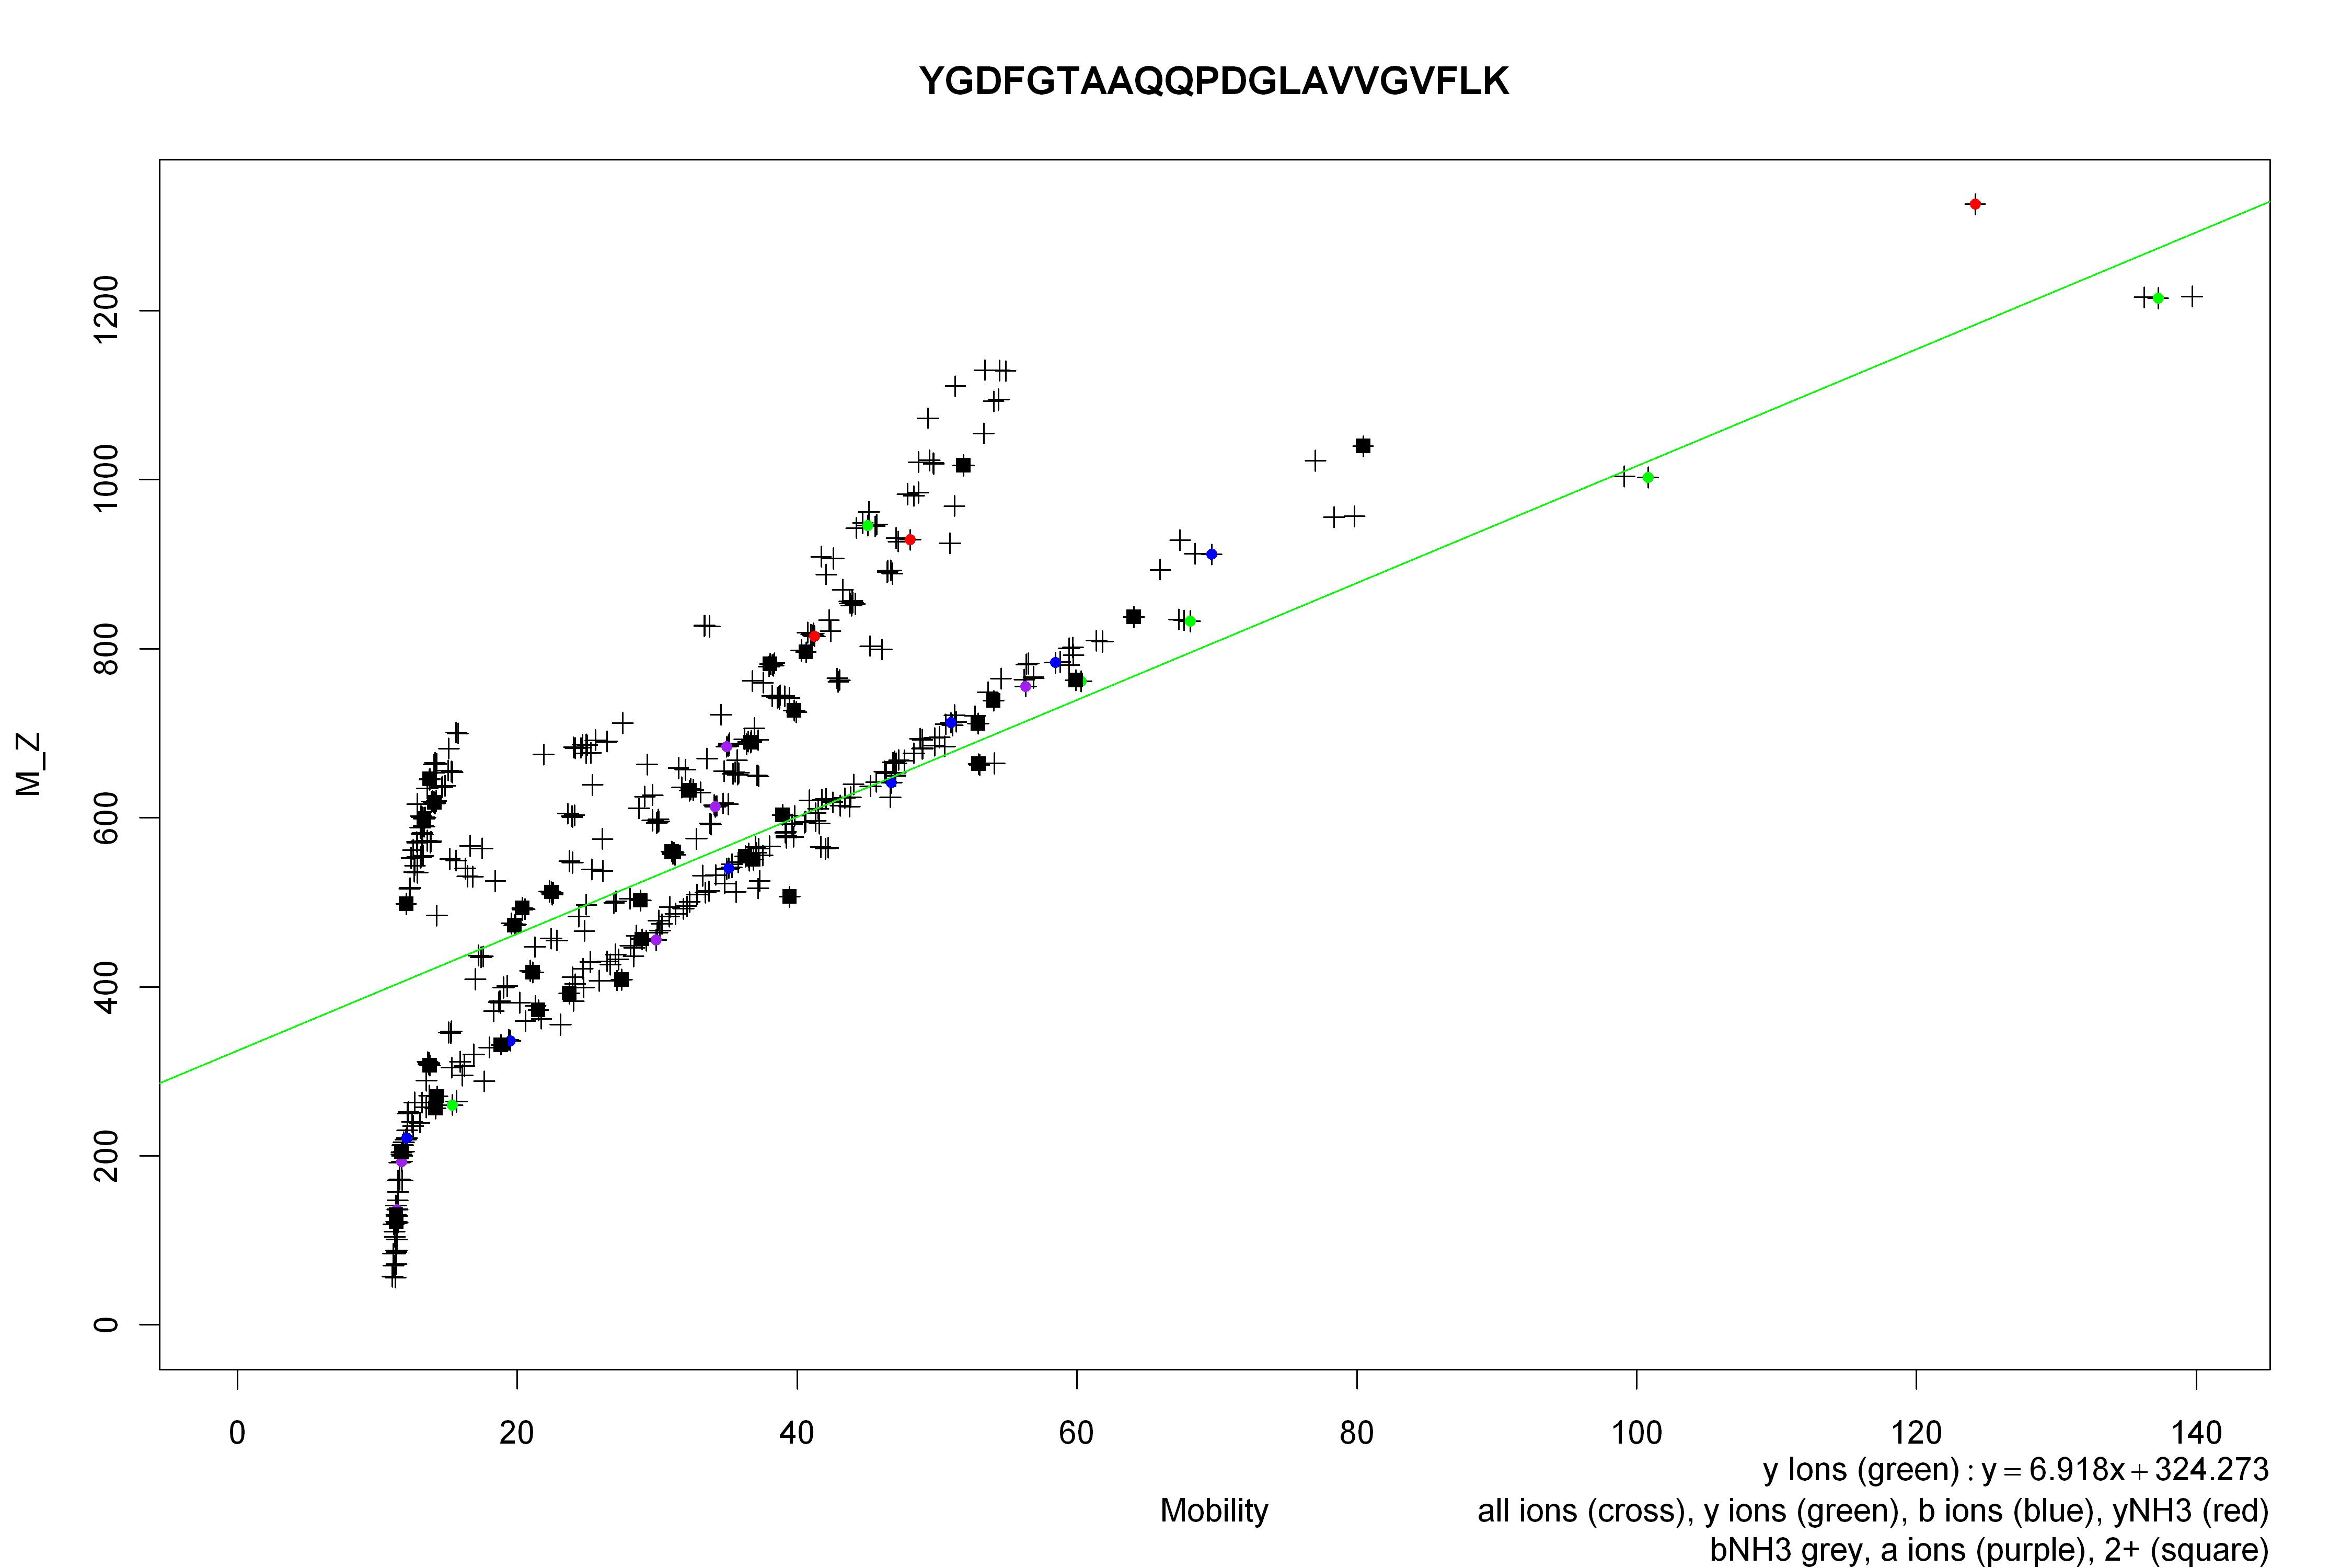 YGDFGTAAQQPDGLAVVGVFLK
M_Z
1200
1000
800
600
400
200
0
0 20 40 60 80 100 120 140
y Ions (green) : y = 6.918x + 324.273
Mobility
all ions (cross), y ions (green), b ions (blue), yNH3 (red)
bNH3 grey, a ions (purple), 2+ (square)